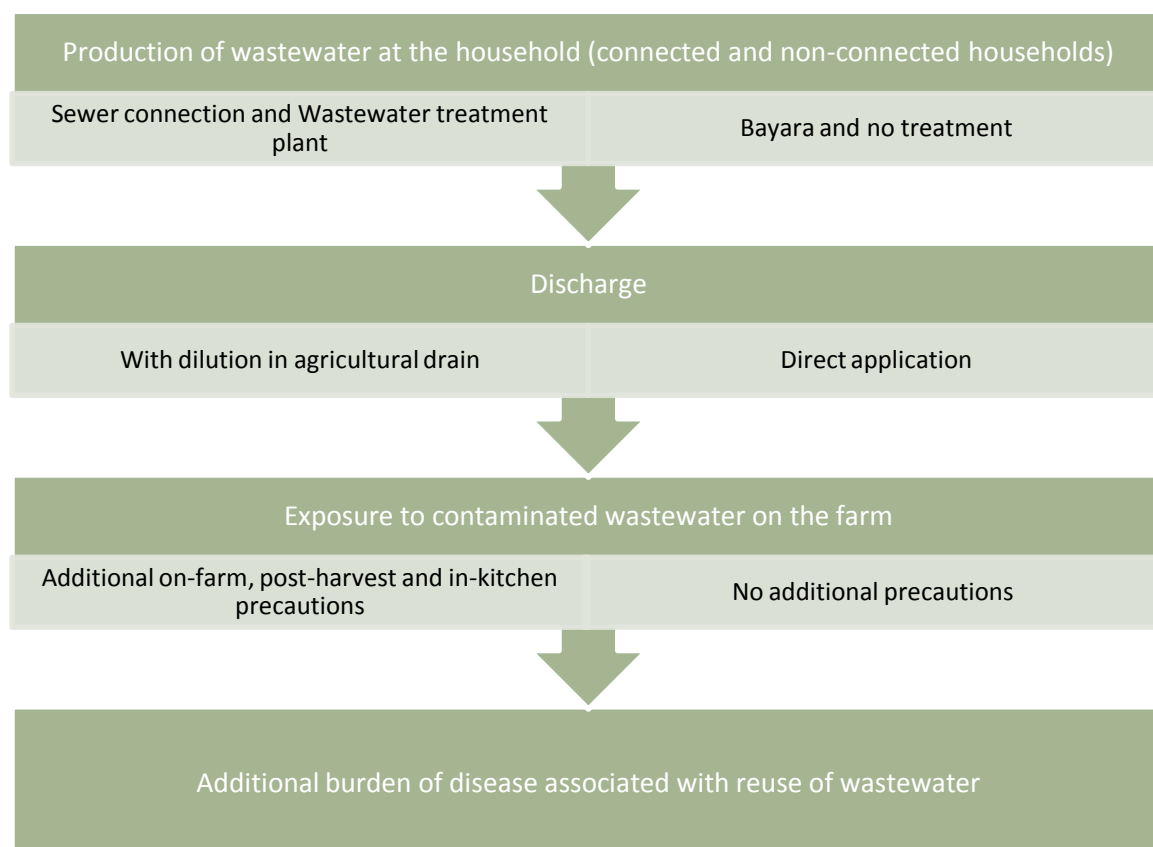 Production of wastewater at the household (connected and non-connected households)
Sewer connection and Wastewater treatment
plant
Bayara and no treatment
Discharge
With dilution in agricultural drain
Direct application
Exposure to contaminated wastewater on the farm
Additional on-farm, post-harvest and in-kitchen
precautions
No additional precautions
Additional burden of disease associated with reuse of wastewater